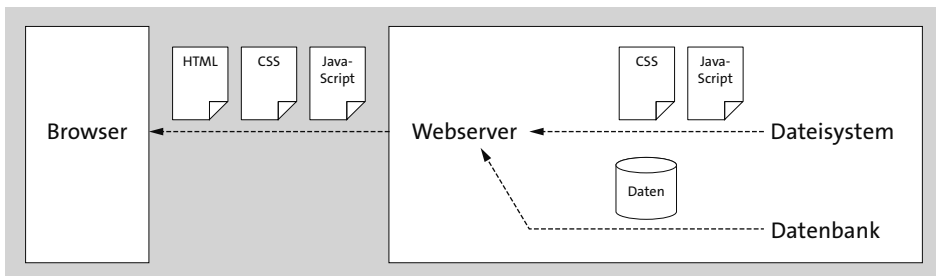 HTML
CSS
Java-
Script
CSS
Java-
Script
Browser
Webserver
Dateisystem
Daten
Datenbank